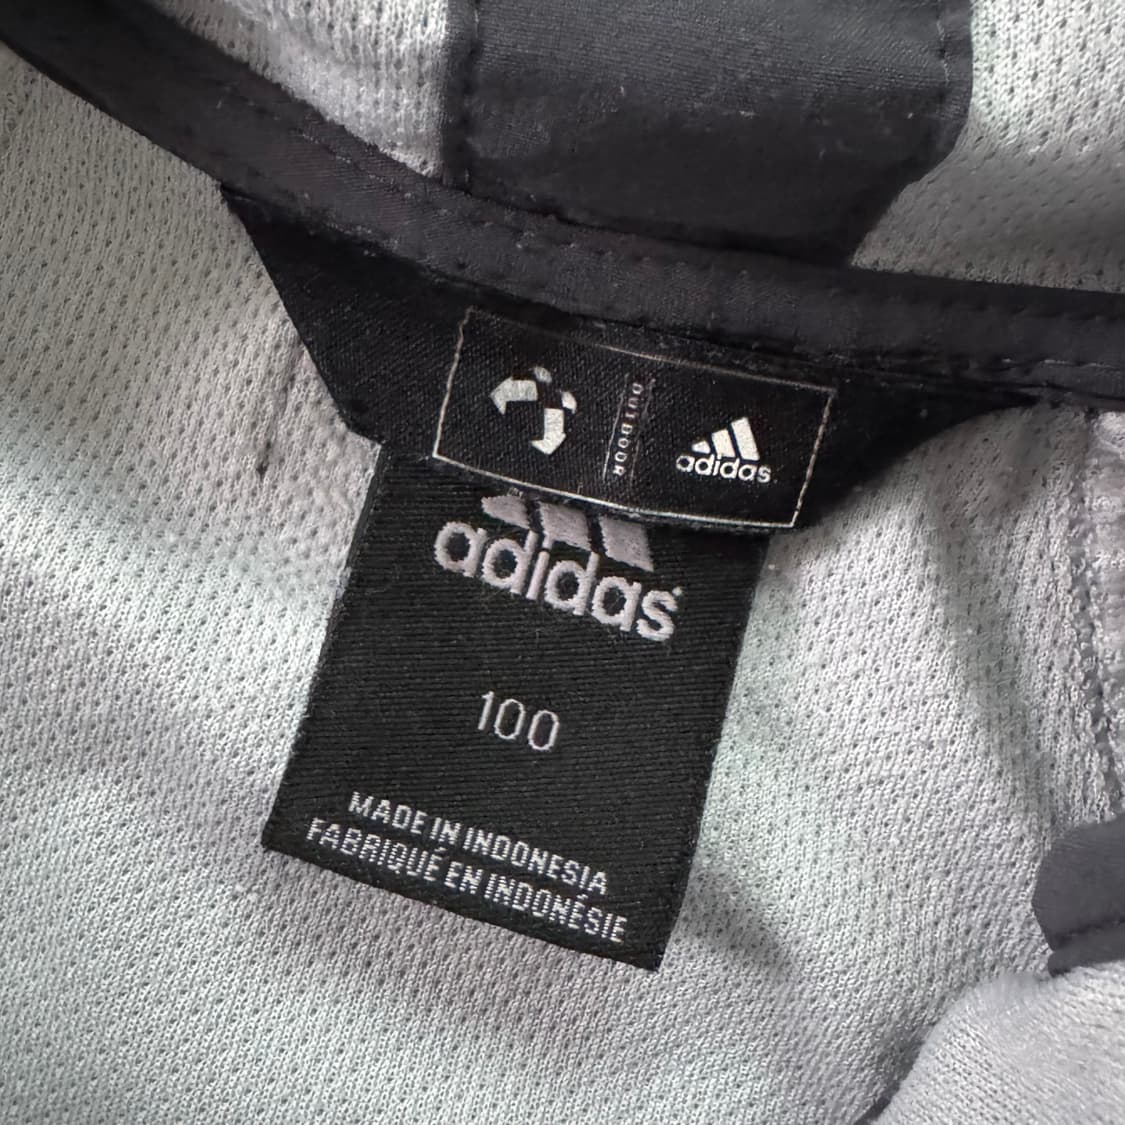 OUTDOOR
adidas
adidas
100
MADE IN INDONESIA
FABRIQUÉ EN INDONÉSIE